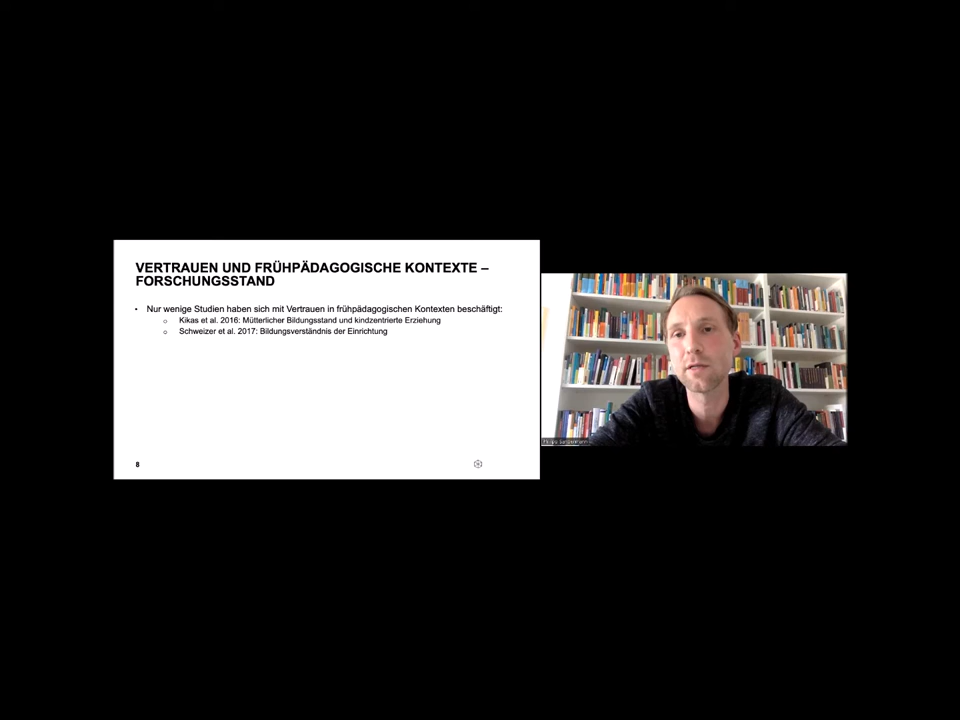 VERTRAUEN UND FRÜHPÄDAGOGISCHE KONTEXTE –
FORSCHUNGSSTAND
• Nur wenige Studien haben sich mit Vertrauen in frühpädagogischen Kontexten beschäftigt:
o Kikas et al. 2016: Mütterlicher Bildungsstand und kindzentrierte Erziehung
o Schweizer et al. 2017: Bildungsverständnis der Einrichtung
8